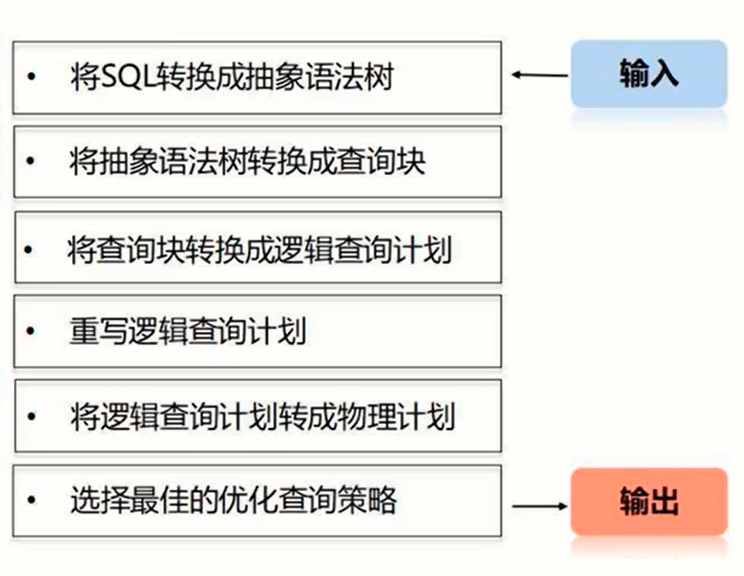 • 将SQL转换成抽象语法树
输入
• 将抽象语法树转换成查询块
• 将查询块转换成逻辑查询计划
• 重写逻辑查询计划
• 将逻辑查询计划转成物理计划
• 选择最佳的优化查询策略
输出